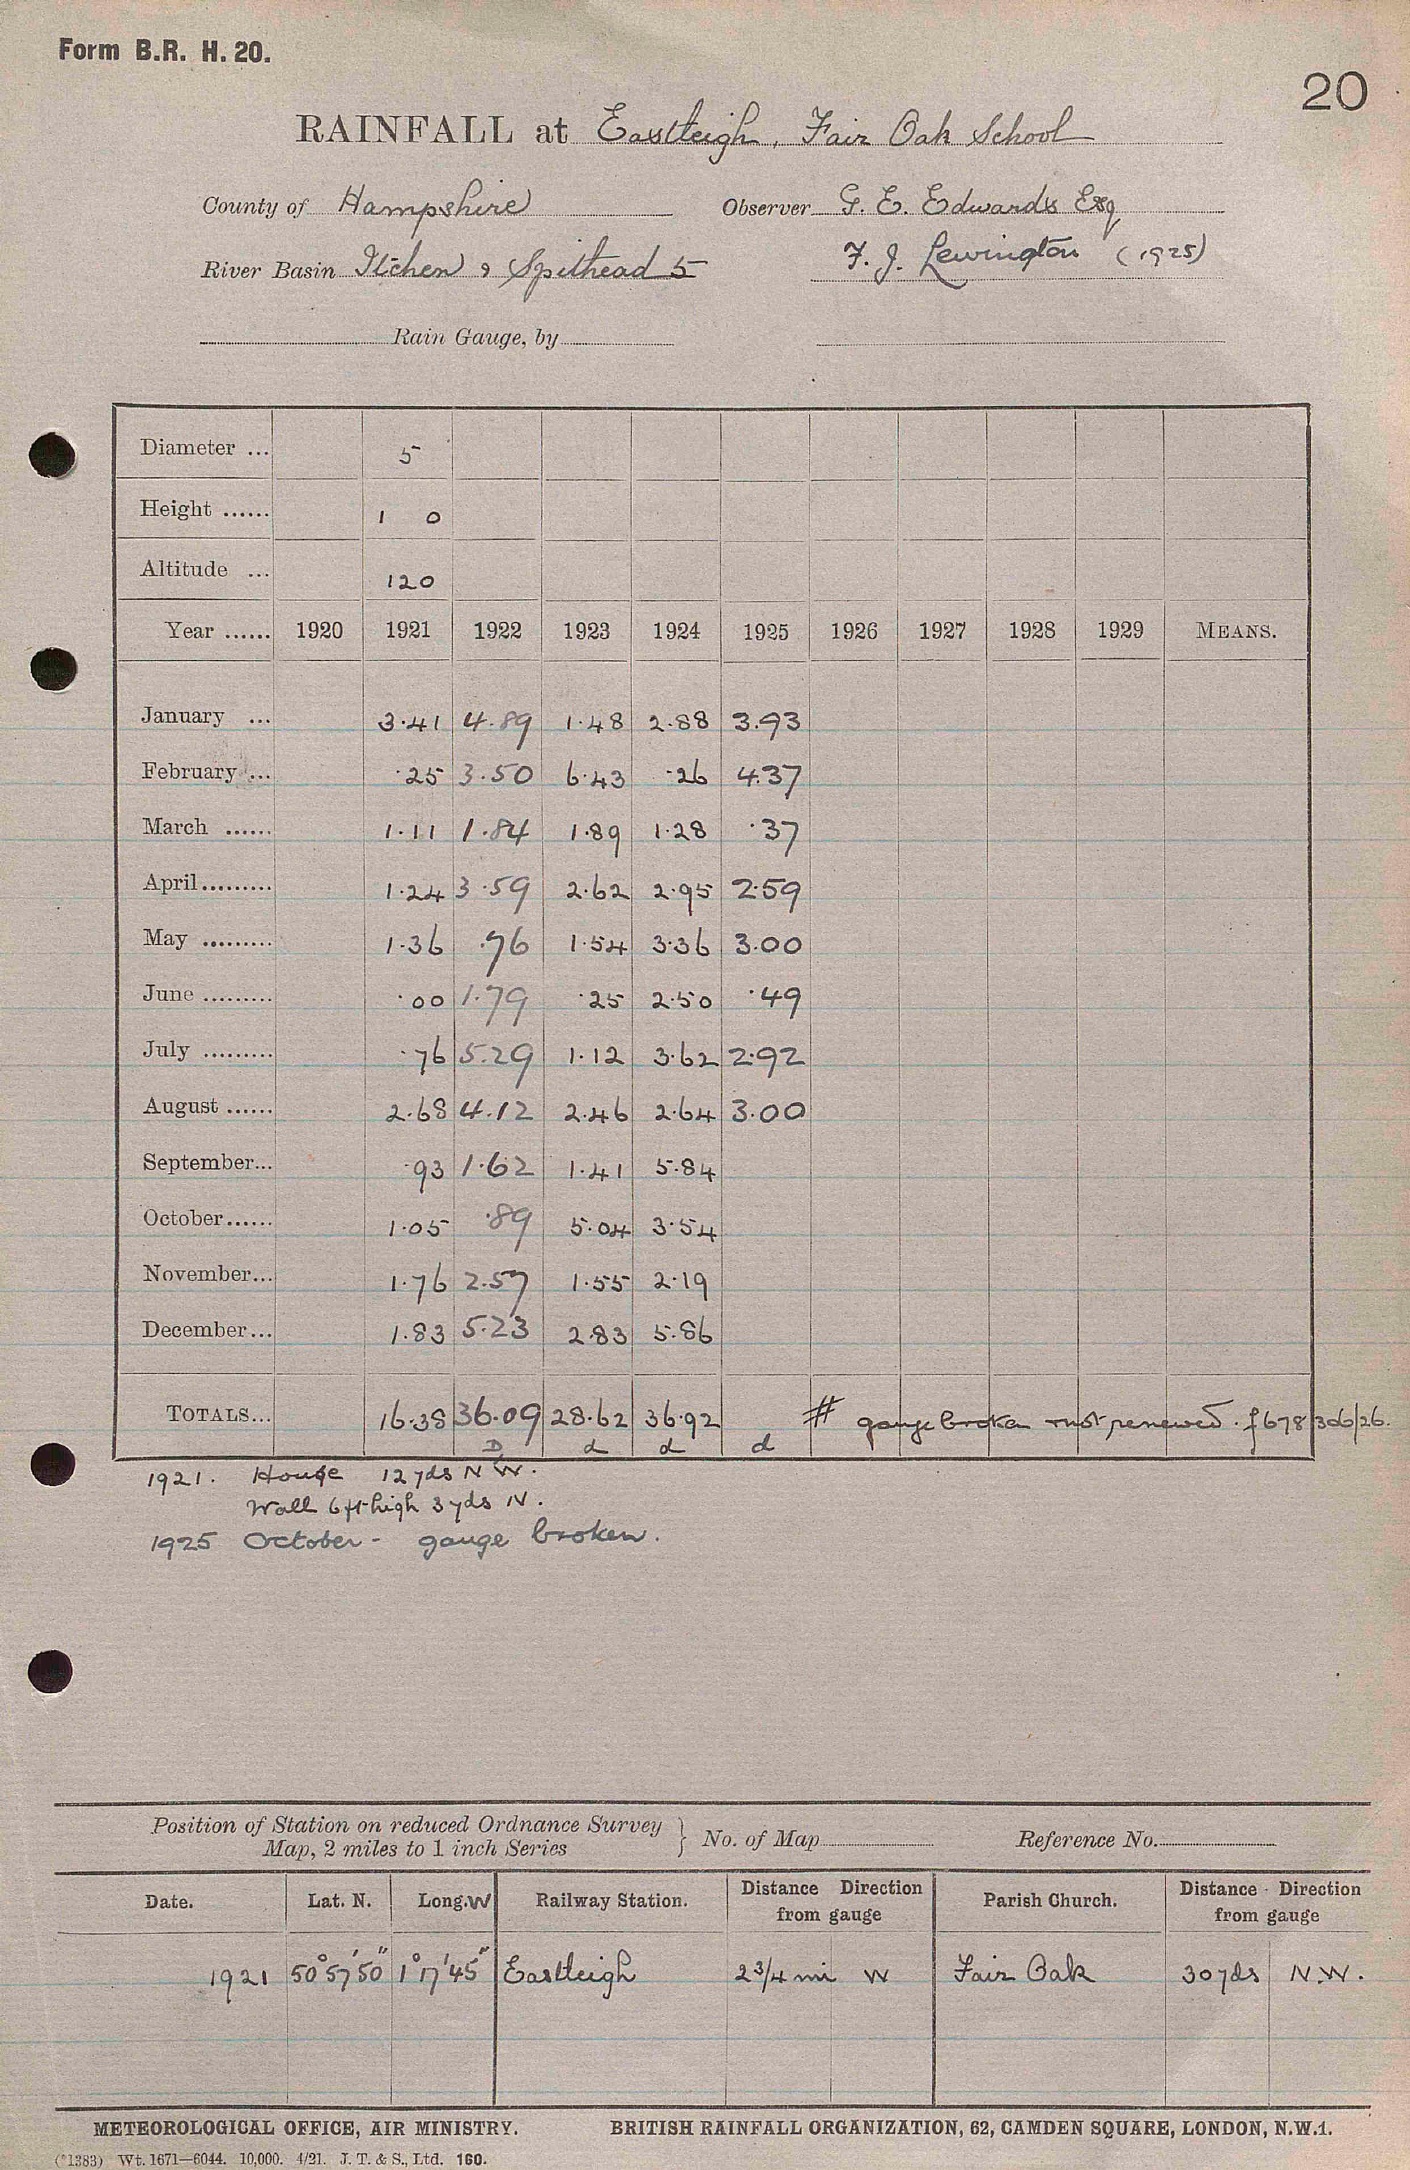 Form B.R. H. 20.
20
RAINFALL at Eastleigh, Fair Oak School
County of Hampshire Observer G. E. Edwards Esq
River Basin Itchen & Spithead 5 F. J. Lewington (1925)
Rain Gauge, by
Diameter ... 5
Height ...... 1 0
Altitude ... 120
Year ...... 1920 1921 1922 1923 1924 1925 1926 1927 1928 1929 MEANS.
January ... 3.41 4.89 1.48 2.88 3.93
February ... .25 3.50 6.43 .26 4.37
March ...... 1.11 1.84 1.89 1.28 .37
April ......... 1.24 3.59 2.62 2.95 2.59
May ......... 1.36 .76 1.54 3.36 3.00
June ......... .00 1.79 .25 2.50 .49
July ......... .76 5.29 1.12 3.62 2.92
August ...... 2.68 4.12 2.46 2.64 3.00
September... .93 1.62 1.41 5.84
October ...... 1.05 .89 5.04 3.54
November... 1.76 2.57 1.55 2.19
December... 1.83 5.23 2.83 5.86
TOTALS... 16.38 36.09 28.62 36.92 # gauge broken & not renewed. f678/306/26.
D d d d
1921. House 12 yds N W.
Wall 6 ft high 3 yds N.
1925 October - gauge broken.
Position of Station on reduced Ordnance Survey
Map, 2 miles to 1 inch Series } No. of Map Reference No.
Date. Lat. N. Long. W Railway Station. Distance Direction from gauge Parish Church. Distance Direction from gauge
1921 50° 57' 50" 1° 17' 45" Eastleigh 2 3/4 mi W Fair Oak 30 yds N.W.
METEOROLOGICAL OFFICE, AIR MINISTRY. BRITISH RAINFALL ORGANIZATION, 62, CAMDEN SQUARE, LONDON, N.W.1.
(*1383) Wt. 1671—6044. 10,000. 4/21. J. T. & S., Ltd. 160.